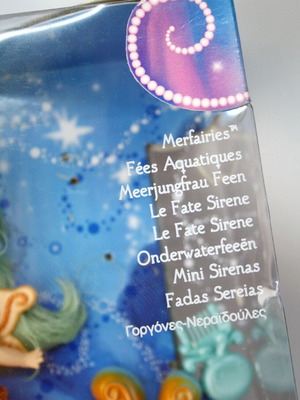 Merfairies™
Fées Aquatiques
Meerjungfrau Feen
Le Fate Sirene
Le Fate Sirene
Onderwaterfeeën
Mini Sirenas
Fadas Sereias
Γοργόνες-Νεραϊδούλες